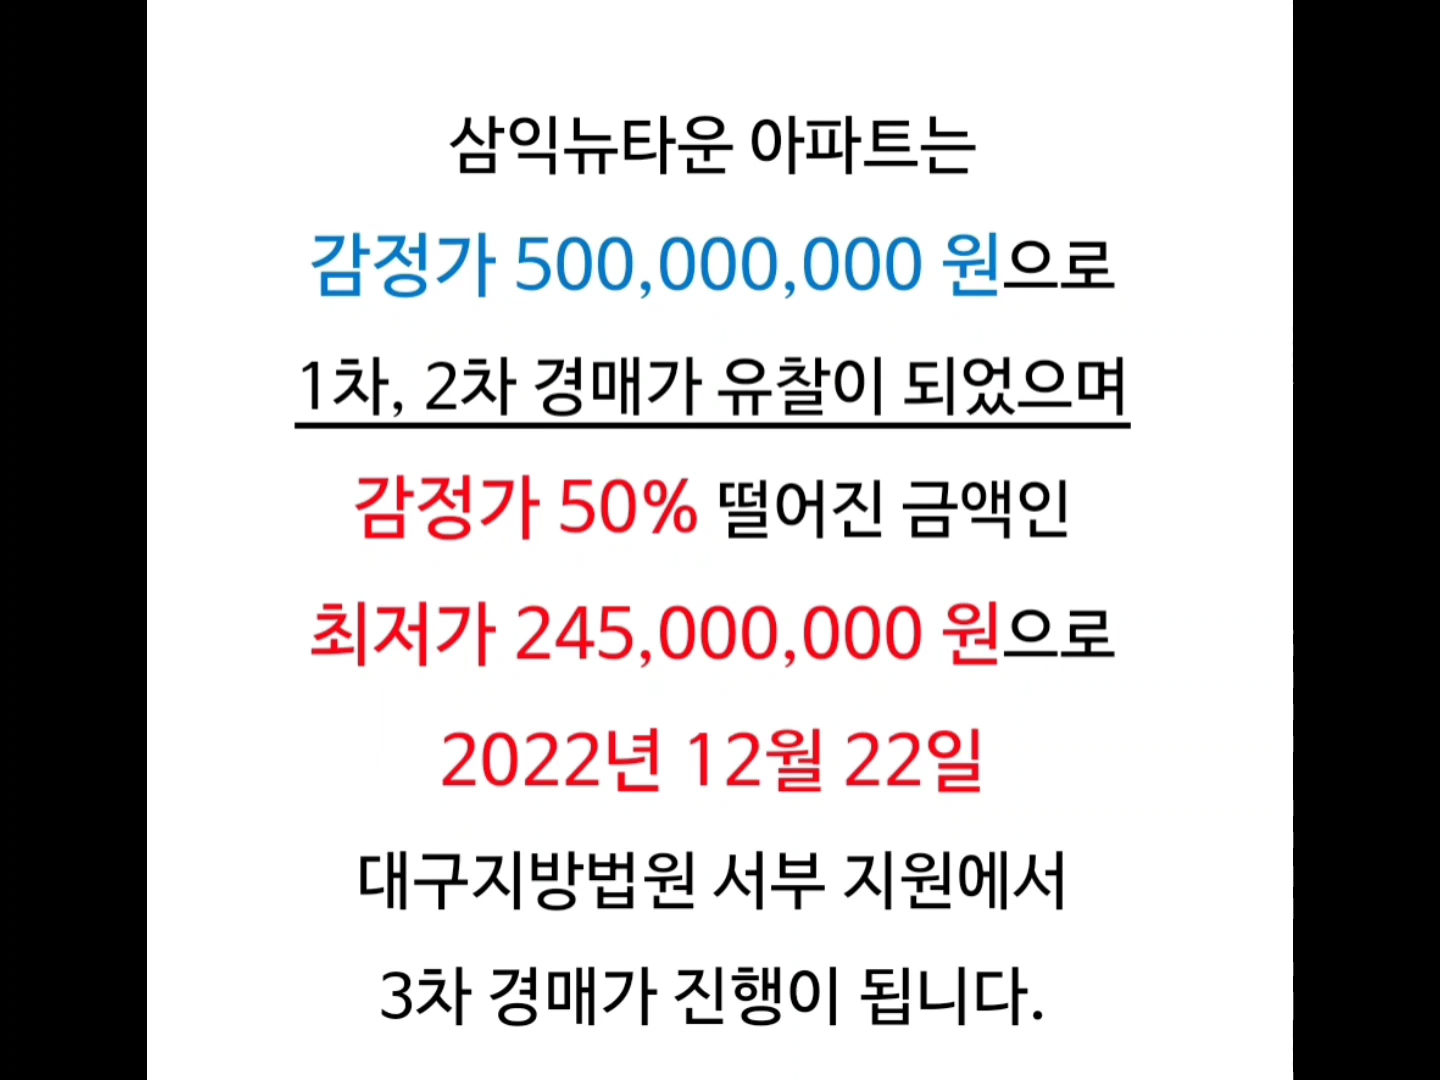 삼익뉴타운 아파트는
감정가 500,000,000 원으로
1차, 2차 경매가 유찰이 되었으며
감정가 50% 떨어진 금액인
최저가 245,000,000 원으로
2022년 12월 22일
대구지방법원 서부 지원에서
3차 경매가 진행이 됩니다.